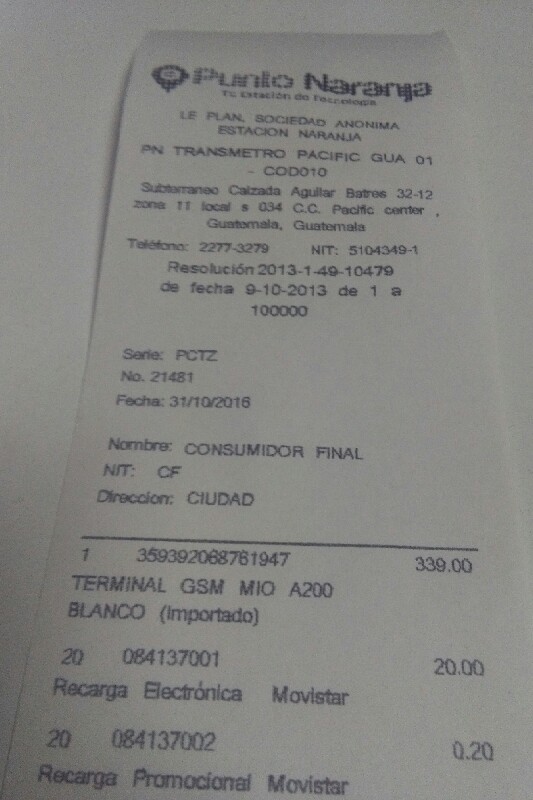 Punto Naranja
Tu Estación de Tecnología
LE PLAN, SOCIEDAD ANONIMA
ESTACION NARANJA
PN TRANSMETRO PACIFIC GUA 01
- COD010
Subterraneo Calzada Aguilar Batres 32-12
zona 11 local s 034 C.C. Pacific center ,
Guatemala, Guatemala
Teléfono: 2277-3279 NIT: 5104349-1
Resolución 2013-1-49-10479
de fecha 9-10-2013 de 1 a
100000
Serie: PCTZ
No. 21481
Fecha: 31/10/2016
Nombre: CONSUMIDOR FINAL
NIT: CF
Direccion: CIUDAD
1 359392068761947 339.00
TERMINAL GSM MIO A200
BLANCO (Importado)
20 084137001 20.00
Recarga Electrónica Movistar
20 084137002 0.20
Recarga Promocional Movistar